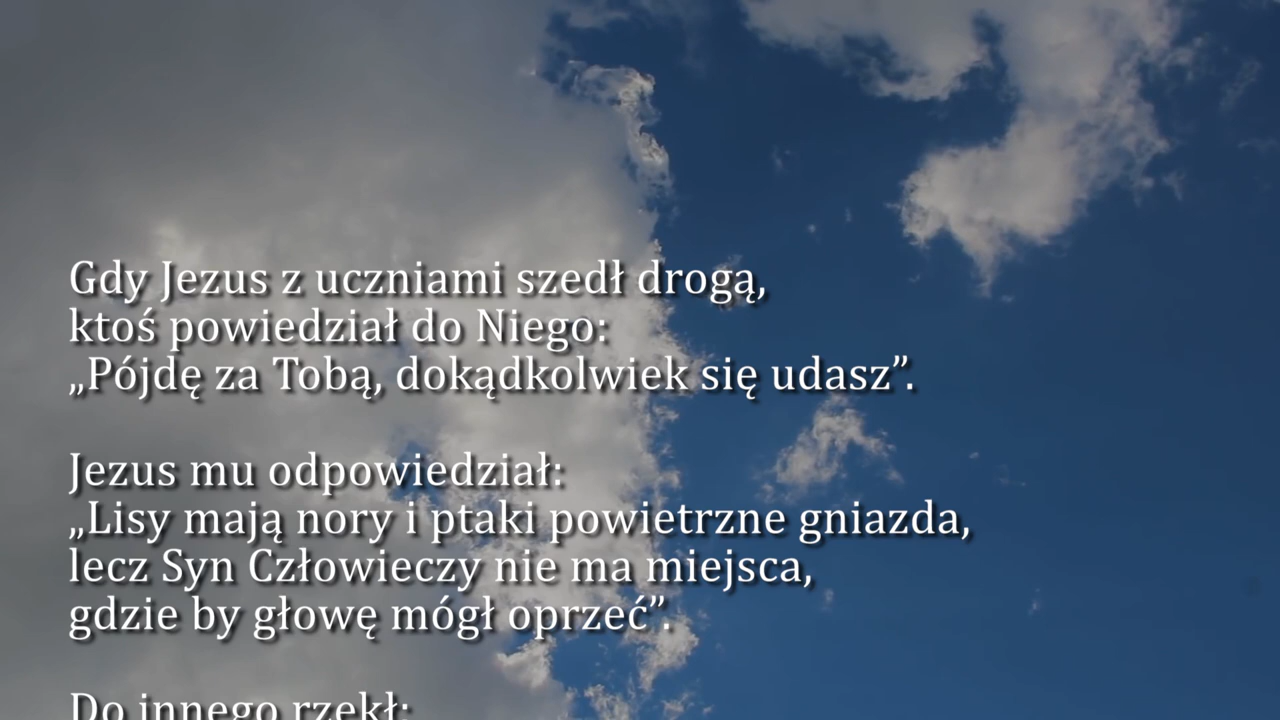 Gdy Jezus z uczniami szedł drogą,
ktoś powiedział do Niego:
„Pójdę za Tobą, dokądkolwiek się udasz”.
Jezus mu odpowiedział:
„Lisy mają nory i ptaki powietrzne gniazda,
lecz Syn Człowieczy nie ma miejsca,
gdzie by głowę mógł oprzeć”.
Do innego rzekł: